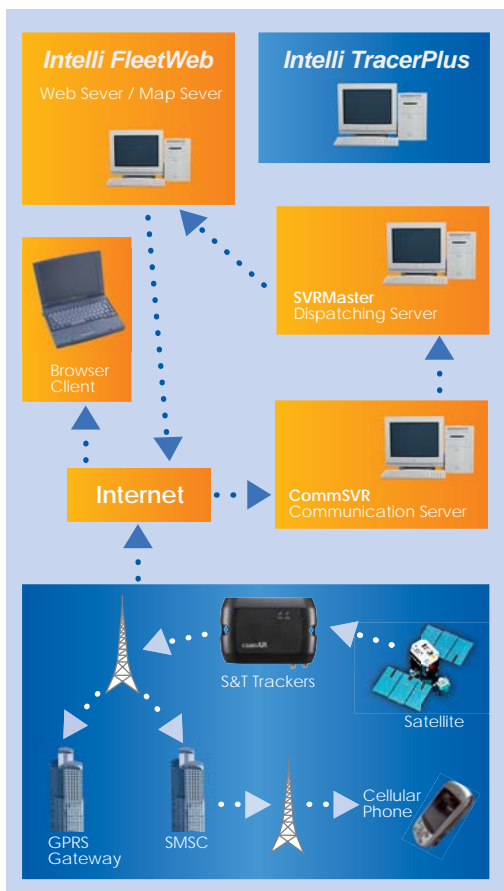 Intelli FleetWeb
Web Sever / Map Sever
Intelli TracerPlus
SVRMaster
Dispatching Server
Browser
Client
Internet
CommSVR
Communication Server
S&T Trackers
Satellite
GPRS
Gateway
SMSC
Cellular
Phone